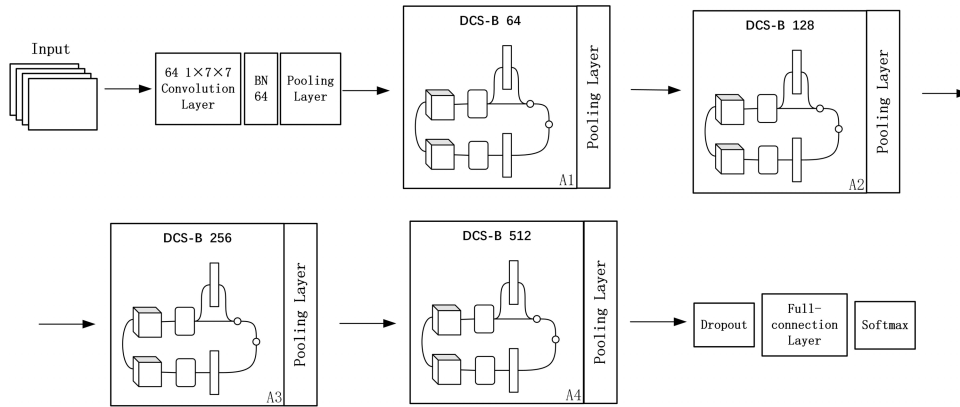 Input
64 1×7×7
Convolution
Layer
BN
64
Pooling
Layer
DCS-B 64
A1
Pooling Layer
DCS-B 128
A2
Pooling Layer
DCS-B 256
A3
Pooling Layer
DCS-B 512
A4
Pooling Layer
Dropout
Full-
connection
Layer
Softmax